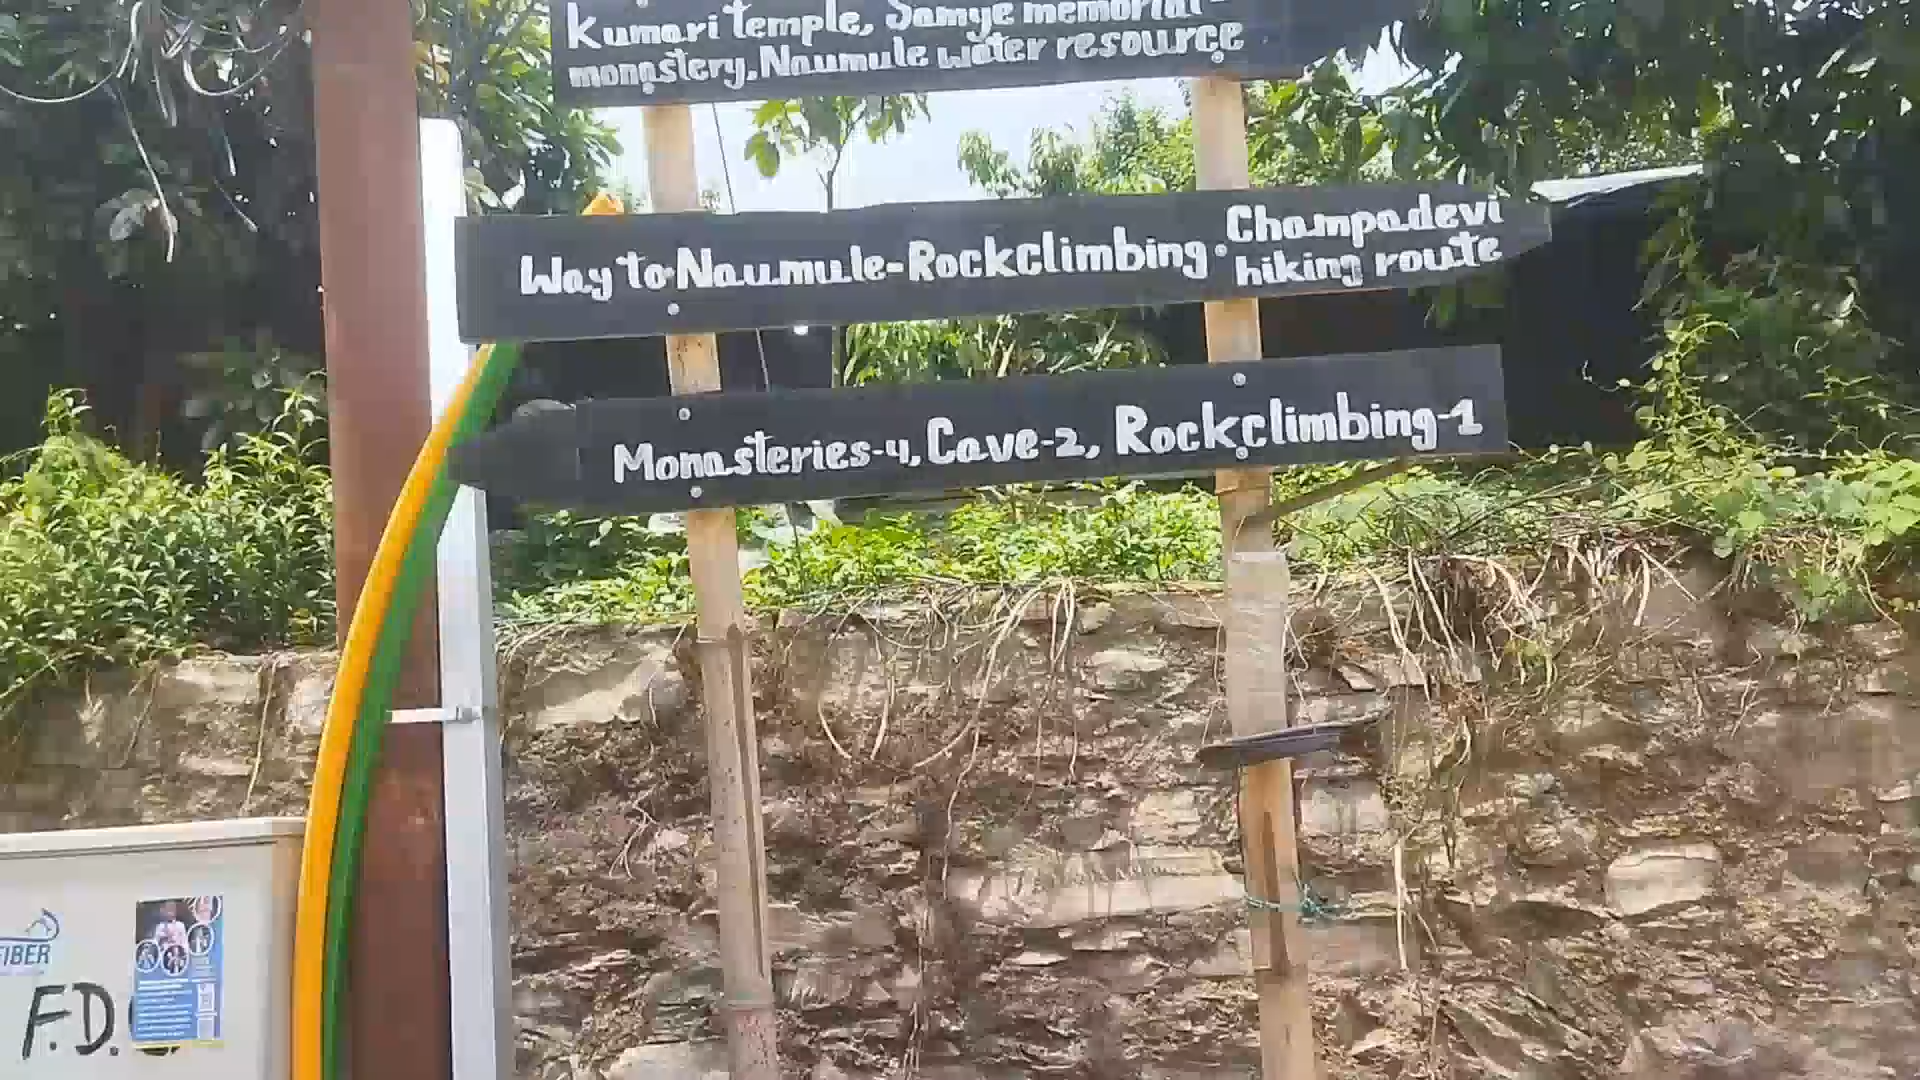 Kumari temple, Samye memorial-
monastery, Naumule water resource
Way to Naumule-Rockclimbing. Champadevi
hiking route
Monasteries-4, Cave-2, Rockclimbing-1
FIBER
F.D.